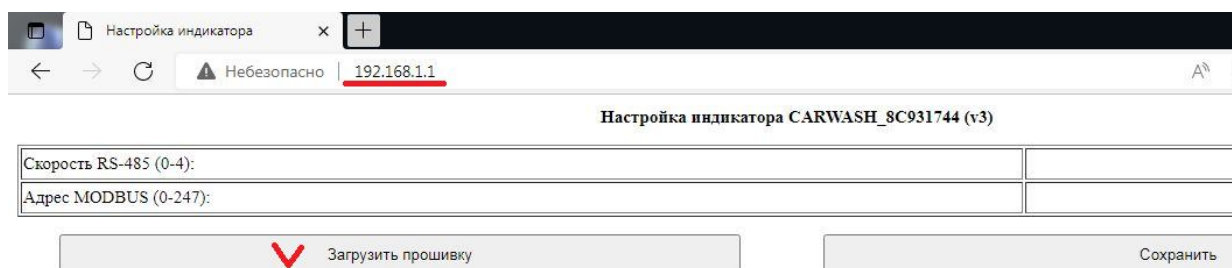 Настройка индикатора
Небезопасно 192.168.1.1
Настройка индикатора CARWASH_8C931744 (v3)
Скорость RS-485 (0-4):
Адрес MODBUS (0-247):
Загрузить прошивку Сохранить